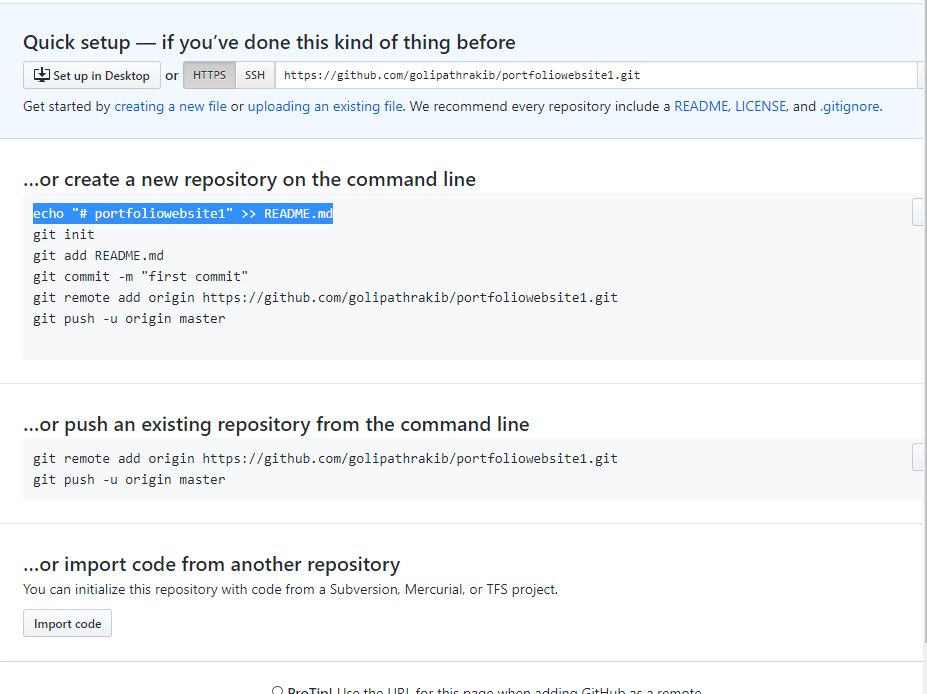 Quick setup — if you’ve done this kind of thing before
Set up in Desktop or HTTPS SSH https://github.com/golipathrakib/portfoliowebsite1.git
Get started by creating a new file or uploading an existing file. We recommend every repository include a README, LICENSE, and .gitignore.
…or create a new repository on the command line
echo "# portfoliowebsite1" >> README.md
git init
git add README.md
git commit -m "first commit"
git remote add origin https://github.com/golipathrakib/portfoliowebsite1.git
git push -u origin master
…or push an existing repository from the command line
git remote add origin https://github.com/golipathrakib/portfoliowebsite1.git
git push -u origin master
…or import code from another repository
You can initialize this repository with code from a Subversion, Mercurial, or TFS project.
Import code
ProTip! Use the URL for this page when adding GitHub as a remote.